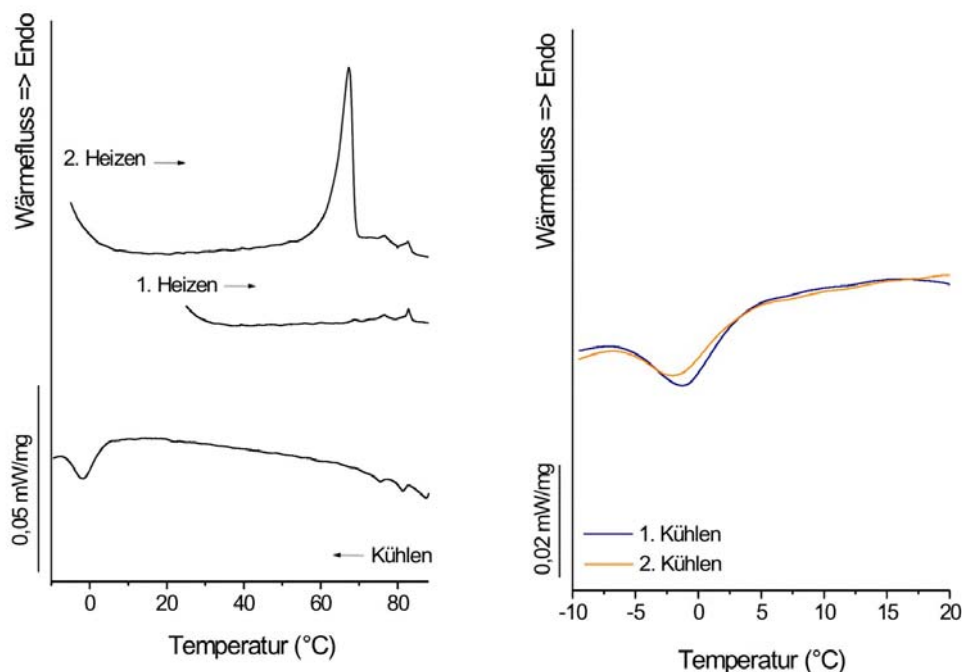 Wärmefluss => Endo
2. Heizen
1. Heizen
0,05 mW/mg
Kühlen
0 20 40 60 80
Temperatur (°C)
Wärmefluss => Endo
0,02 mW/mg
1. Kühlen
2. Kühlen
-10 -5 0 5 10 15 20
Temperatur (°C)